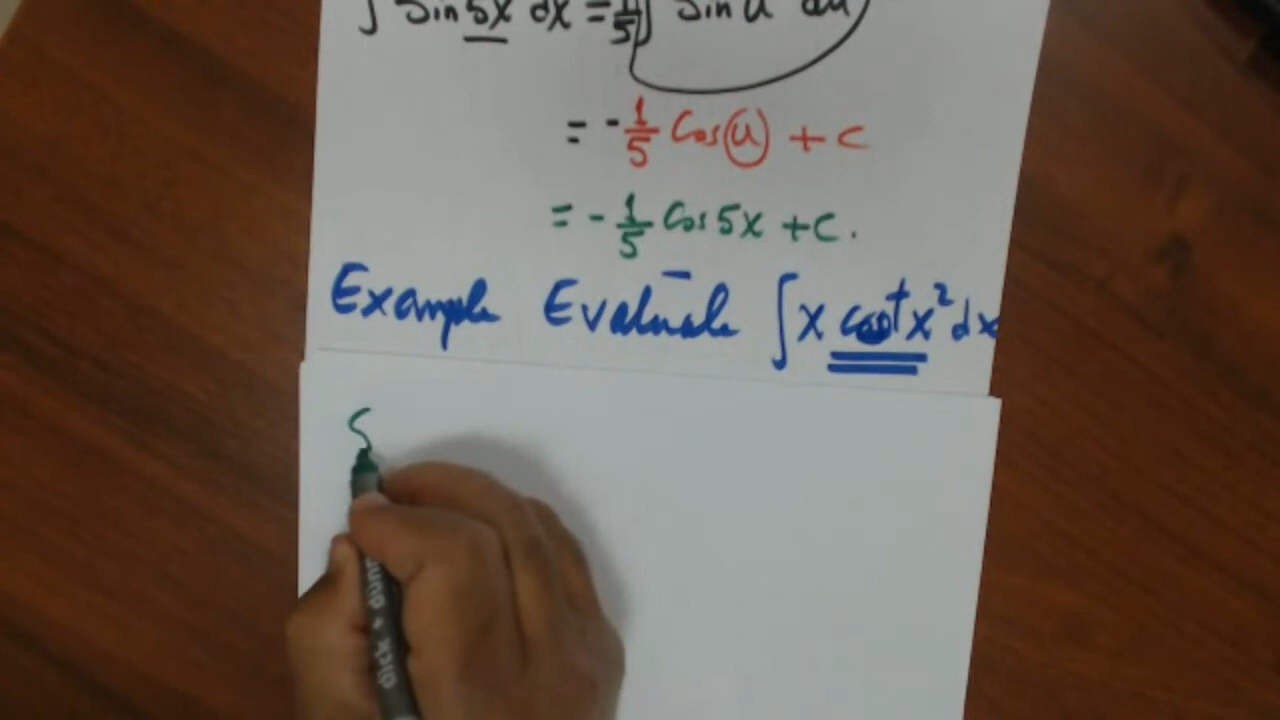 ∫ Sin 5x dx = 1/5 ∫ Sin u du
= - 1/5 Cos u + c
= - 1/5 Cos 5x + c.
Example Evaluate ∫ x cot x² dx
S